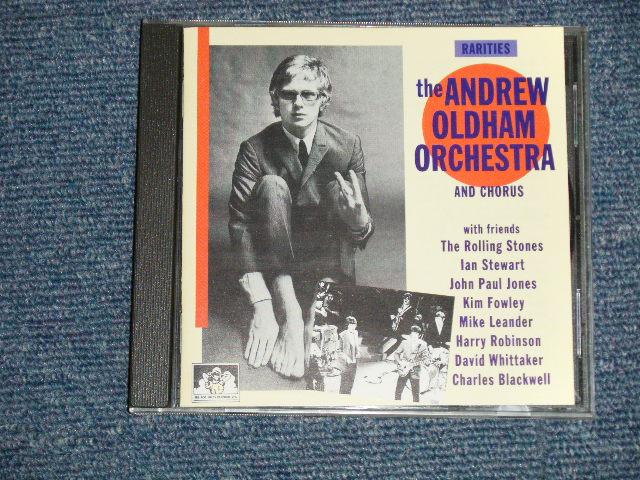 RARITIES
the ANDREW
OLDHAM
ORCHESTRA
AND CHORUS
with friends
The Rolling Stones
Ian Stewart
John Paul Jones
Kim Fowley
Mike Leander
Harry Robinson
David Whittaker
Charles Blackwell